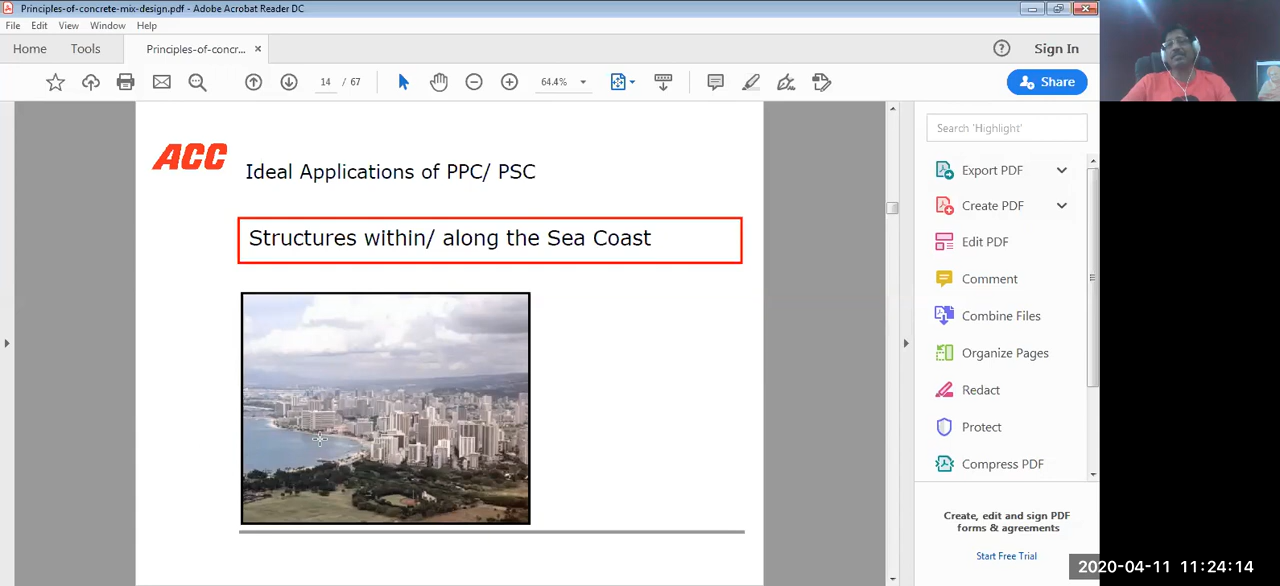 Principles-of-concrete-mix-design.pdf - Adobe Acrobat Reader DC
File Edit View Window Help
Home Tools Principles-of-concr... × Sign In
14 / 67 64.4% Share
ACC
Ideal Applications of PPC/ PSC
Structures within/ along the Sea Coast
Search 'Highlight'
Export PDF
Create PDF
Edit PDF
Comment
Combine Files
Organize Pages
Redact
Protect
Compress PDF
Create, edit and sign PDF
forms & agreements
Start Free Trial
2020-04-11 11:24:14